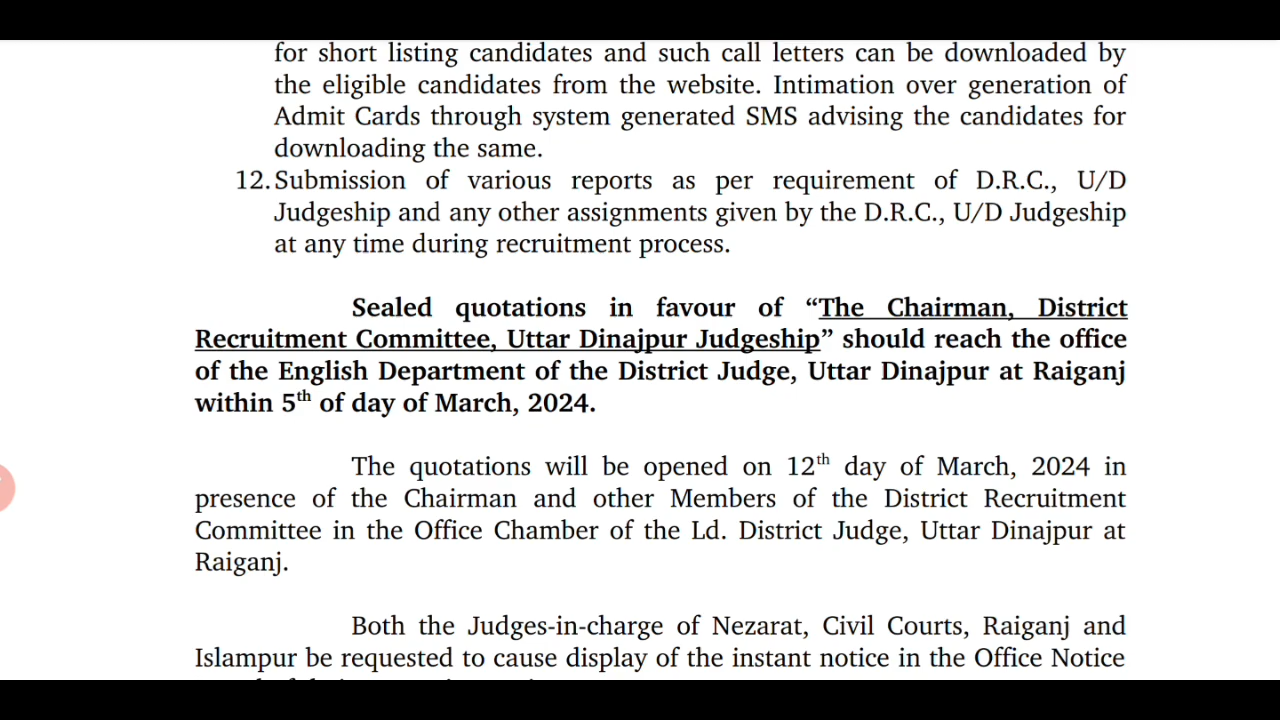 for short listing candidates and such call letters can be downloaded by
the eligible candidates from the website. Intimation over generation of
Admit Cards through system generated SMS advising the candidates for
downloading the same.
12. Submission of various reports as per requirement of D.R.C., U/D
Judgeship and any other assignments given by the D.R.C., U/D Judgeship
at any time during recruitment process.
Sealed quotations in favour of “The Chairman, District
Recruitment Committee, Uttar Dinajpur Judgeship” should reach the office
of the English Department of the District Judge, Uttar Dinajpur at Raiganj
within 5th of day of March, 2024.
The quotations will be opened on 12th day of March, 2024 in
presence of the Chairman and other Members of the District Recruitment
Committee in the Office Chamber of the Ld. District Judge, Uttar Dinajpur at
Raiganj.
Both the Judges-in-charge of Nezarat, Civil Courts, Raiganj and
Islampur be requested to cause display of the instant notice in the Office Notice